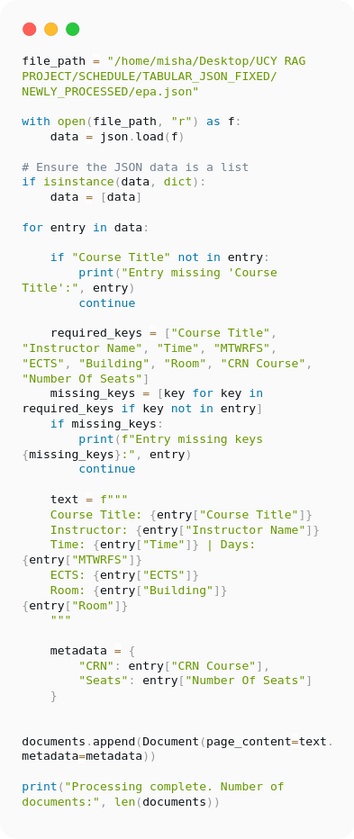 file_path = "/home/misha/Desktop/UCY RAG
PROJECT/SCHEDULE/TABULAR_JSON_FIXED/
NEWLY_PROCESSED/epa.json"
with open(file_path, "r") as f:
    data = json.load(f)
# Ensure the JSON data is a list
if isinstance(data, dict):
    data = [data]
for entry in data:
    if "Course Title" not in entry:
        print("Entry missing 'Course
Title':", entry)
        continue
    required_keys = ["Course Title",
"Instructor Name", "Time", "MTWRFS",
"ECTS", "Building", "Room", "CRN Course",
"Number Of Seats"]
    missing_keys = [key for key in
required_keys if key not in entry]
    if missing_keys:
        print(f"Entry missing keys
{missing_keys}:", entry)
        continue
    text = f"""
    Course Title: {entry["Course Title"]}
    Instructor: {entry["Instructor Name"]}
    Time: {entry["Time"]} | Days:
{entry["MTWRFS"]}
    ECTS: {entry["ECTS"]}
    Room: {entry["Building"]}
{entry["Room"]}
    """
    metadata = {
        "CRN": entry["CRN Course"],
        "Seats": entry["Number Of Seats"]
    }
documents.append(Document(page_content=text.
metadata=metadata))
print("Processing complete. Number of
documents:", len(documents))